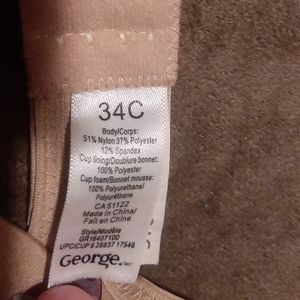 34C
Body/Corps:
51% Nylon 37% Polyester
12% Spandex
Cup lining/Doublure bonnet:
100% Polyester
Cup foam/Bonnet mousse:
100% Polyurethane/
Polyuréthane
CA 51122
Made in China/
Fait en Chine
Style/Modèle
GR16407100
UPC/CUP 6 29837 17546
George.